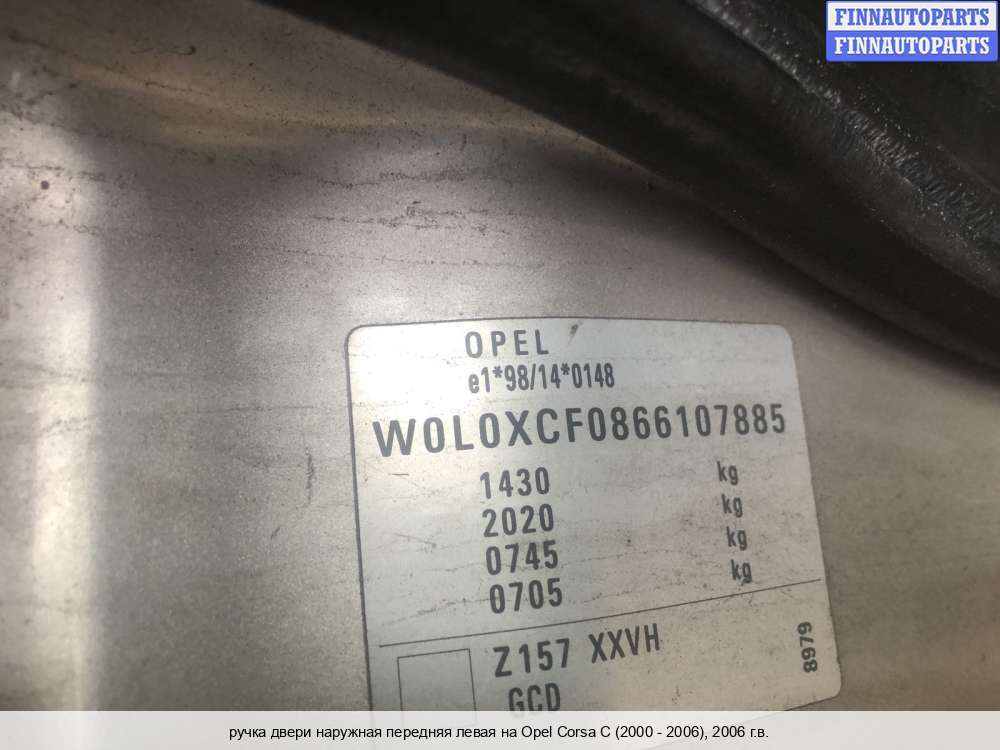 FINNAUTOPARTS
FINNAUTOPARTS
OPEL
e1*98/14*0148
W0L0XCF0866107885
1430 kg
2020 kg
0745 kg
0705 kg
Z157 XXVH
GCD
8979
ручка двери наружная передняя левая на Opel Corsa C (2000 - 2006), 2006 г.в.